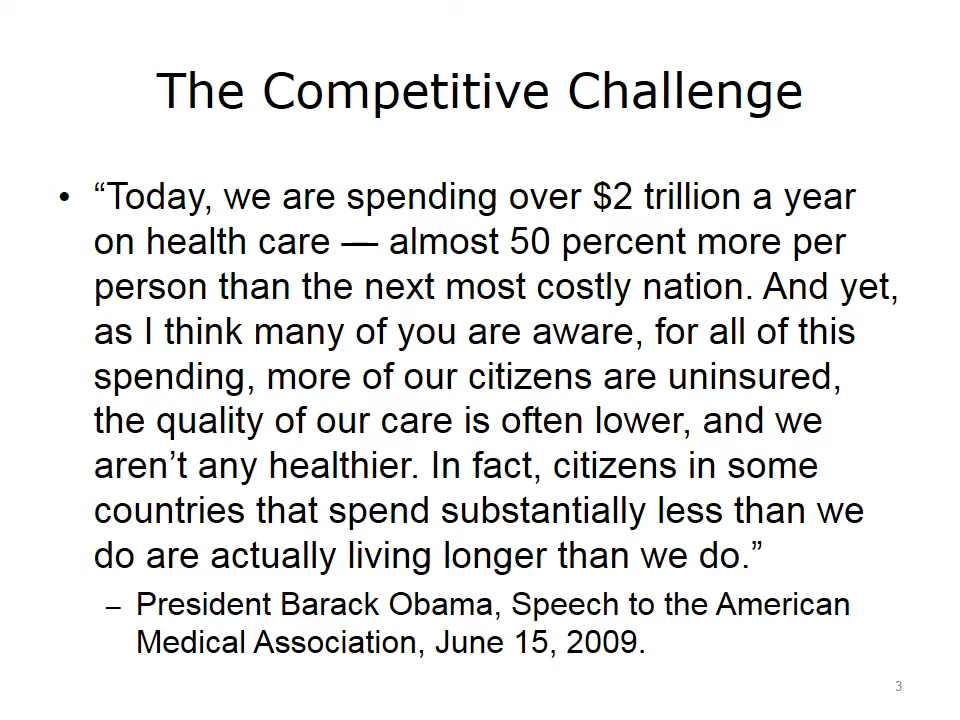 The Competitive Challenge
• “Today, we are spending over $2 trillion a year
on health care — almost 50 percent more per
person than the next most costly nation. And yet,
as I think many of you are aware, for all of this
spending, more of our citizens are uninsured,
the quality of our care is often lower, and we
aren’t any healthier. In fact, citizens in some
countries that spend substantially less than we
do are actually living longer than we do.”
– President Barack Obama, Speech to the American
Medical Association, June 15, 2009.
3